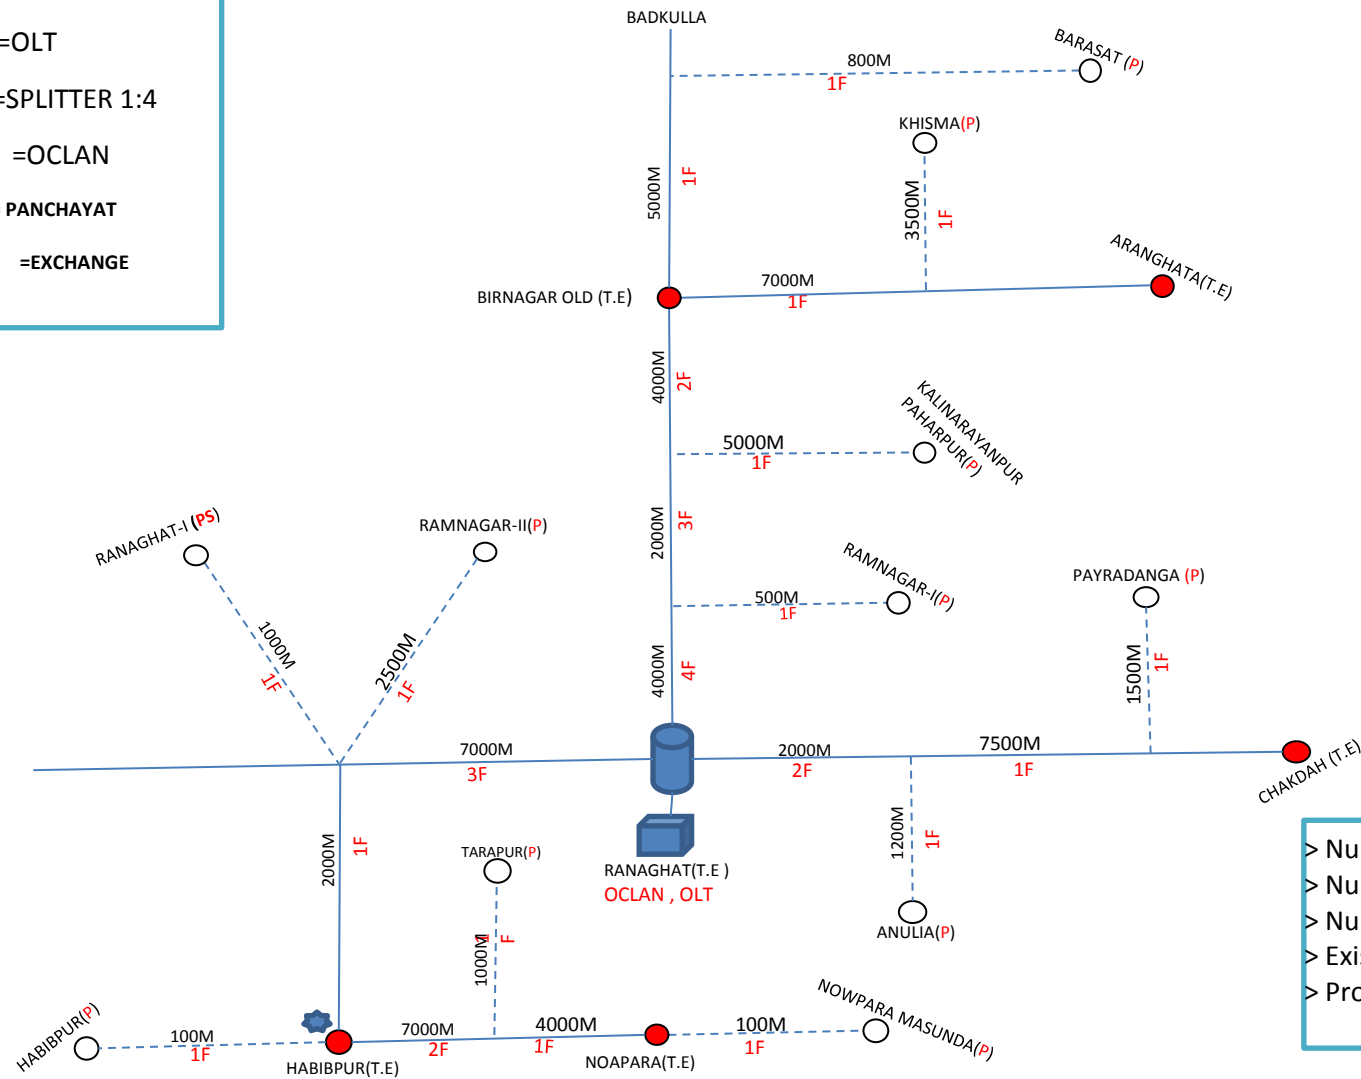 =OLT
=SPLITTER 1:4
=OCLAN
PANCHAYAT
=EXCHANGE
BADKULLA
800M
1F
BARASAT (P)
KHISMA(P)
5000M
1F
3500M
1F
ARANGHATA(T.E)
7000M
1F
BIRNAGAR OLD (T.E)
4000M
2F
KALINARAYANPUR
PAHARPUR(P)
5000M
1F
2000M
3F
RANAGHAT-I (PS)
RAMNAGAR-II(P)
RAMNAGAR-I(P)
500M
1F
PAYRADANGA (P)
1000M
1F
2500M
1F
4000M
4F
1500M
1F
7000M
3F
2000M
2F
7500M
1F
CHAKDAH (T.E)
2000M
1F
TARAPUR(P)
RANAGHAT(T.E )
OCLAN , OLT
1200M
1F
ANULIA(P)
1000M
F
NOWPARA MASUNDA(P)
HABIBPUR(P)
100M
1F
HABIBPUR(T.E)
7000M
2F
4000M
1F
NOAPARA(T.E)
100M
1F
> Nu
> Nu
> Nu
> Exis
> Pro